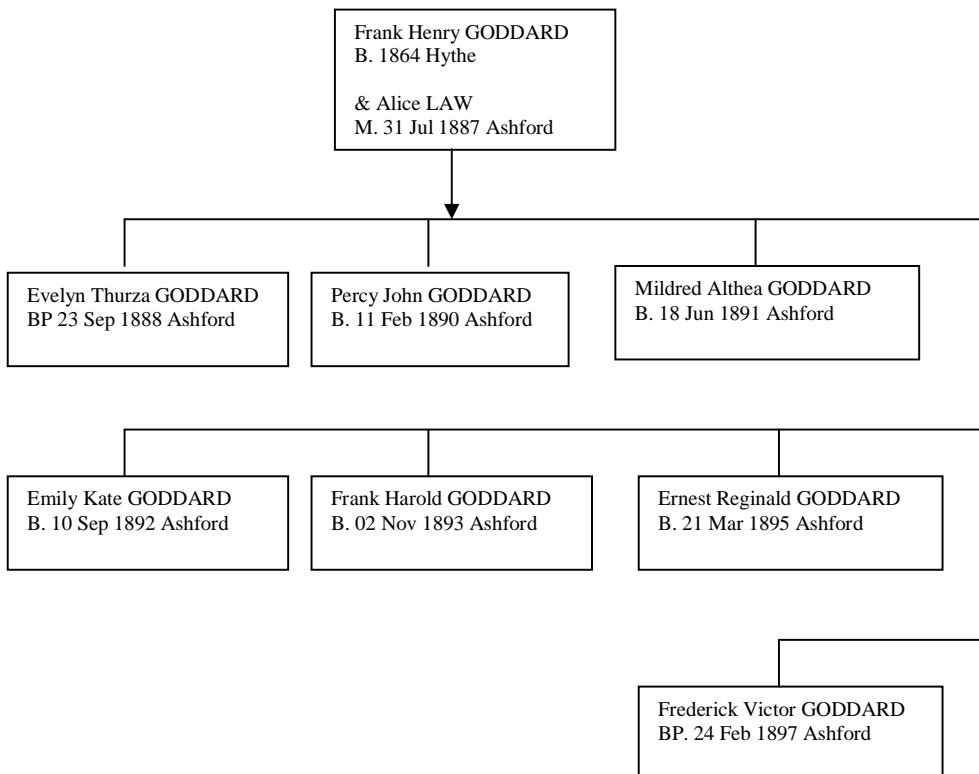 Frank Henry GODDARD
B. 1864 Hythe
& Alice LAW
M. 31 Jul 1887 Ashford
Evelyn Thurza GODDARD
BP 23 Sep 1888 Ashford
Percy John GODDARD
B. 11 Feb 1890 Ashford
Mildred Althea GODDARD
B. 18 Jun 1891 Ashford
Emily Kate GODDARD
B. 10 Sep 1892 Ashford
Frank Harold GODDARD
B. 02 Nov 1893 Ashford
Ernest Reginald GODDARD
B. 21 Mar 1895 Ashford
Frederick Victor GODDARD
BP. 24 Feb 1897 Ashford